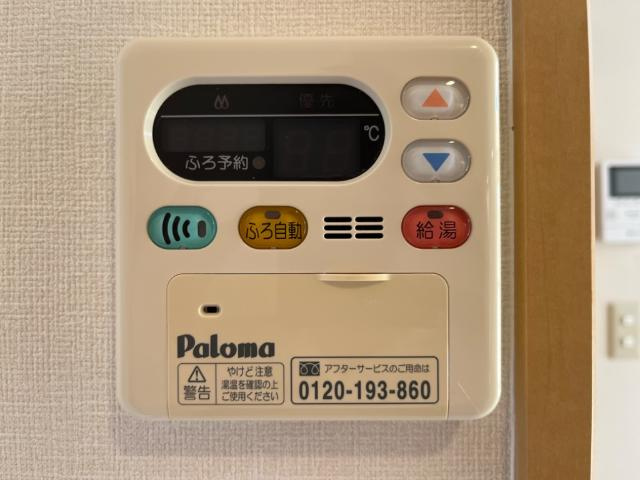 優先
℃
ふろ予約
ふろ自動
給湯
Paloma
警告
やけど注意
湯温を確認の上
ご使用ください
アフターサービスのご用命は
0120-193-860